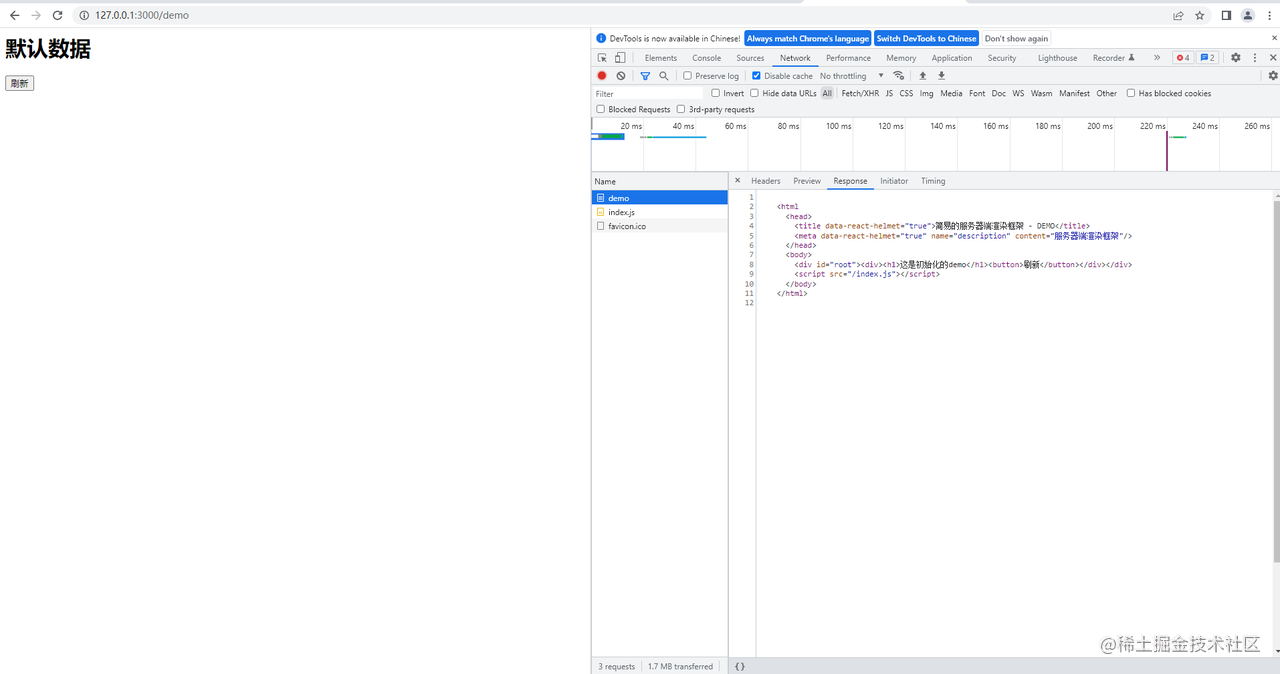 127.0.0.1:3000/demo
默认数据
刷新
DevTools is now available in Chinese! Always match Chrome's language Switch DevTools to Chinese Don't show again
Elements Console Sources Network Performance Memory Application Security Lighthouse Recorder 4 2
Preserve log Disable cache No throttling
Filter Invert Hide data URLs All Fetch/XHR JS CSS Img Media Font Doc WS Wasm Manifest Other Has blocked cookies
Blocked Requests 3rd-party requests
20 ms 40 ms 60 ms 80 ms 100 ms 120 ms 140 ms 160 ms 180 ms 200 ms 220 ms 240 ms 260 ms
Name
demo
index.js
favicon.ico
Headers Preview Response Initiator Timing
1
2 <html
3 <head>
4 <title data-react-helmet="true">简易的服务器端渲染框架 - DEMO</title>
5 <meta data-react-helmet="true" name="description" content="服务器端渲染框架"/>
6 </head>
7 <body>
8 <div id="root"><div><h1>这是初始化的demo</h1><button>刷新</button></div></div>
9 <script src="/index.js"></script>
10 </body>
11 </html>
12
3 requests 1.7 MB transferred {}
@稀土掘金技术社区